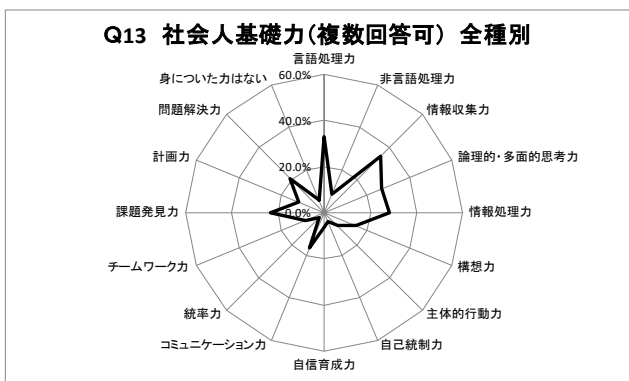 Q13 社会人基礎力(複数回答可) 全種別
言語処理力
非言語処理力
情報収集力
論理的・多面的思考力
情報処理力
構想力
主体的行動力
自己統制力
自信育成力
コミュニケーション力
統率力
チームワーク力
課題発見力
計画力
問題解決力
身についた力はない
60.0%
40.0%
20.0%
0.0%